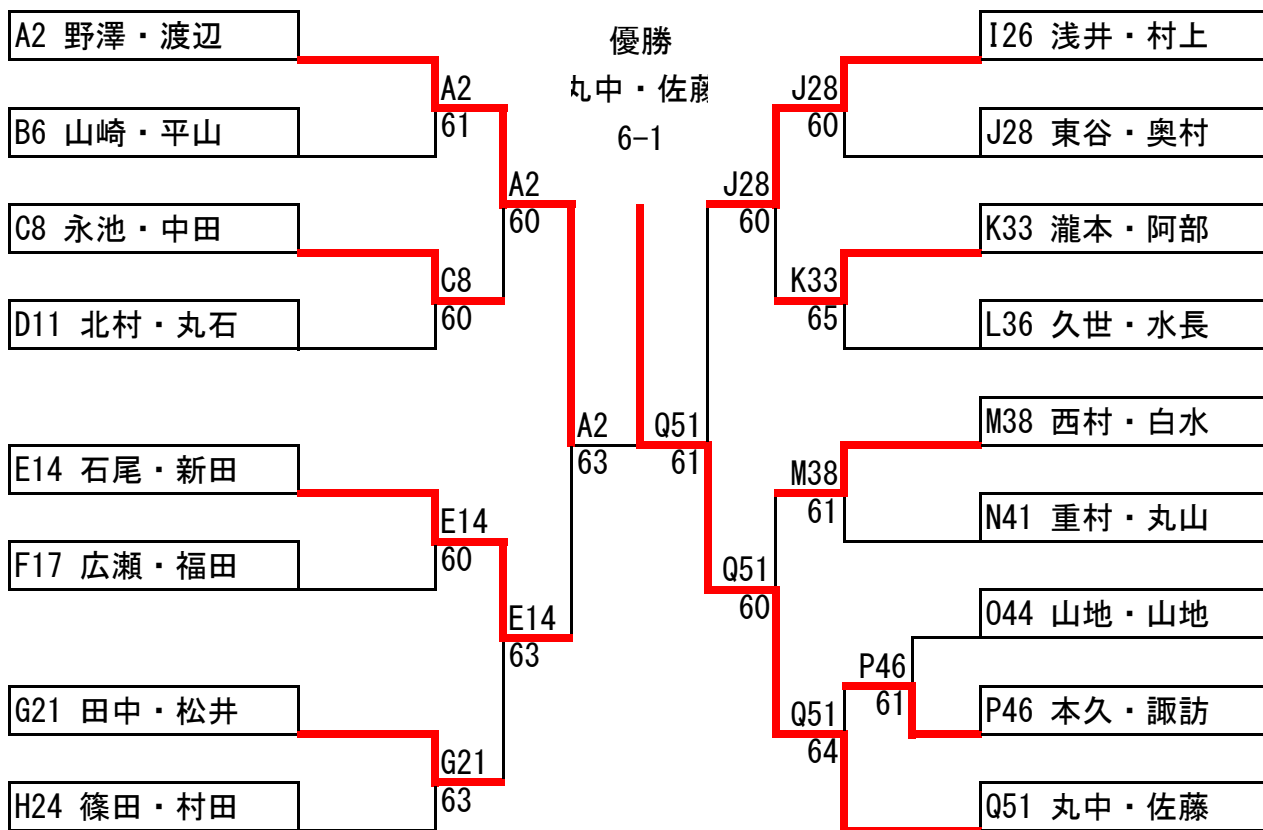 A2 野澤・渡辺
B6 山崎・平山
C8 永池・中田
D11 北村・丸石
E14 石尾・新田
F17 広瀬・福田
G21 田中・松井
H24 篠田・村田
A2
61
C8
60
E14
60
G21
63
A2
60
E14
63
A2
63
優勝
丸中・佐藤
6-1
Q51
61
J28
60
Q51
60
J28
60
K33
65
M38
61
Q51
64
P46
61
I26 浅井・村上
J28 東谷・奥村
K33 瀧本・阿部
L36 久世・水長
M38 西村・白水
N41 重村・丸山
O44 山地・山地
P46 本久・諏訪
Q51 丸中・佐藤